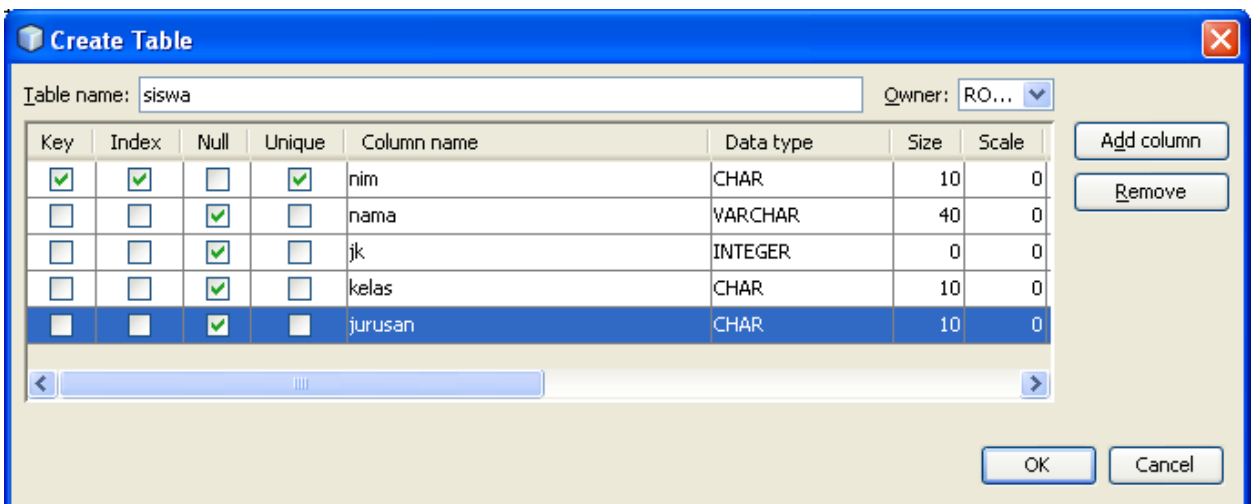 Create Table
Table name: siswa Owner: RO...
Key Index Null Unique Column name Data type Size Scale Add column
nim CHAR 10 0 Remove
nama VARCHAR 40 0
jk INTEGER 0 0
kelas CHAR 10 0
jurusan CHAR 10 0
OK Cancel